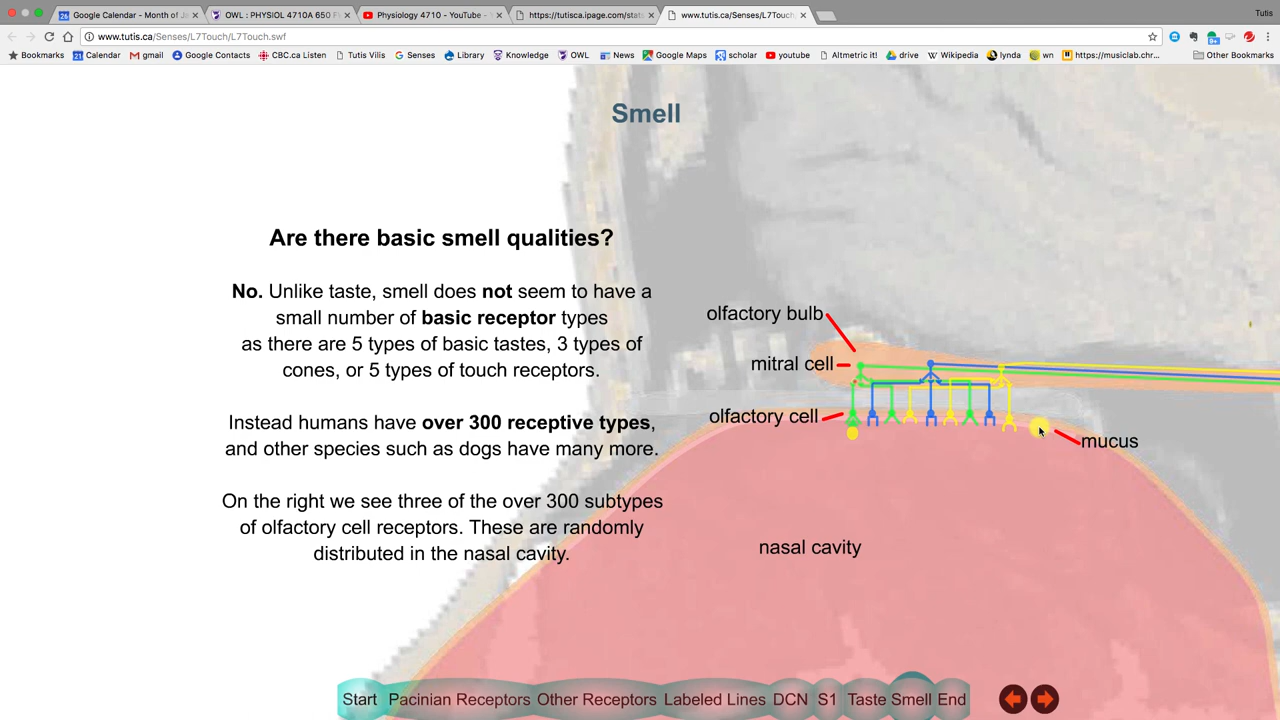 Google Calendar - Month of J
OWL : PHYSIOL 4710A 650 F
Physiology 4710 - YouTube -
https://tutisca.ipage.com/stat
www.tutis.ca/Senses/L7Touch/
Tutis
www.tutis.ca/Senses/L7Touch/L7Touch.swf
Bookmarks Calendar gmail Google Contacts CBC.ca Listen Tutis Vilis Senses Library Knowledge OWL News Google Maps scholar youtube Altmetric it! drive Wikipedia lynda wn https://musiclab.chr... Other Bookmarks
Smell
Are there basic smell qualities?
No. Unlike taste, smell does not seem to have a
small number of basic receptor types
as there are 5 types of basic tastes, 3 types of
cones, or 5 types of touch receptors.
Instead humans have over 300 receptive types,
and other species such as dogs have many more.
On the right we see three of the over 300 subtypes
of olfactory cell receptors. These are randomly
distributed in the nasal cavity.
olfactory bulb
mitral cell
olfactory cell
mucus
nasal cavity
Start Pacinian Receptors Other Receptors Labeled Lines DCN S1 Taste Smell End